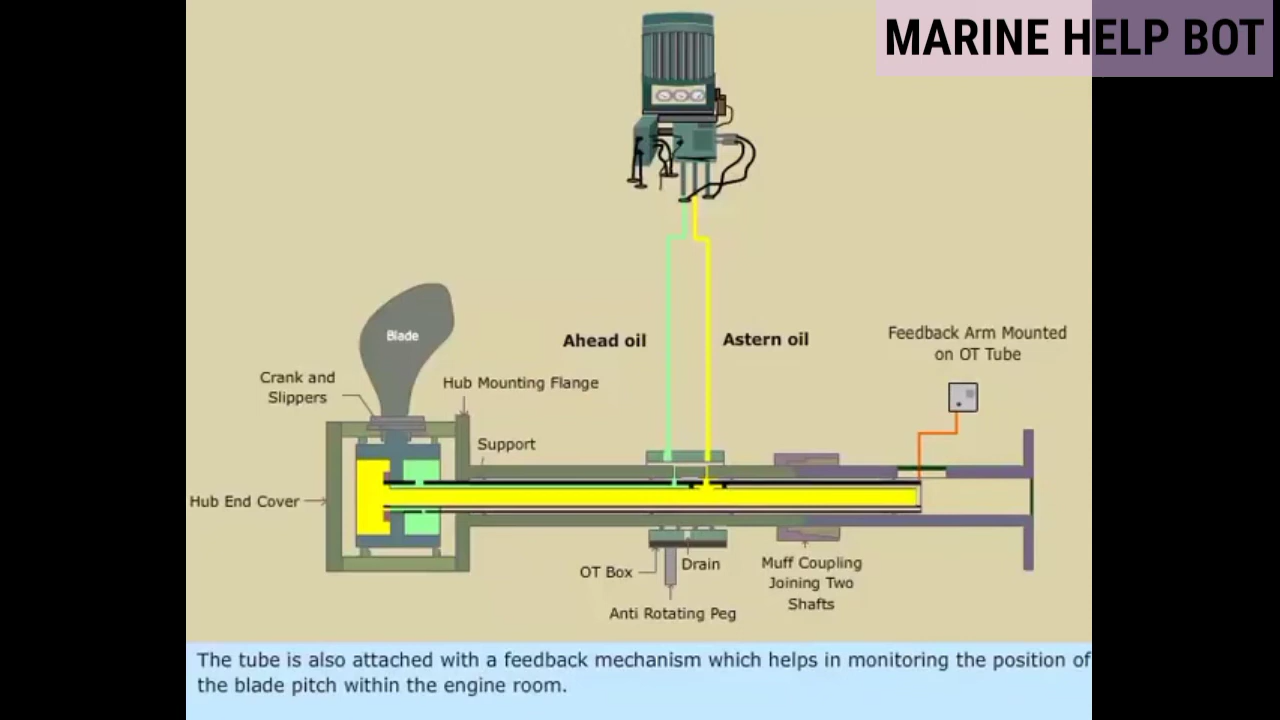 MARINE HELP BOT
Blade
Ahead oil
Astern oil
Feedback Arm Mounted
on OT Tube
Crank and
Slippers
Hub Mounting Flange
Support
Hub End Cover
OT Box
Drain
Muff Coupling
Joining Two
Shafts
Anti Rotating Peg
The tube is also attached with a feedback mechanism which helps in monitoring the position of
the blade pitch within the engine room.